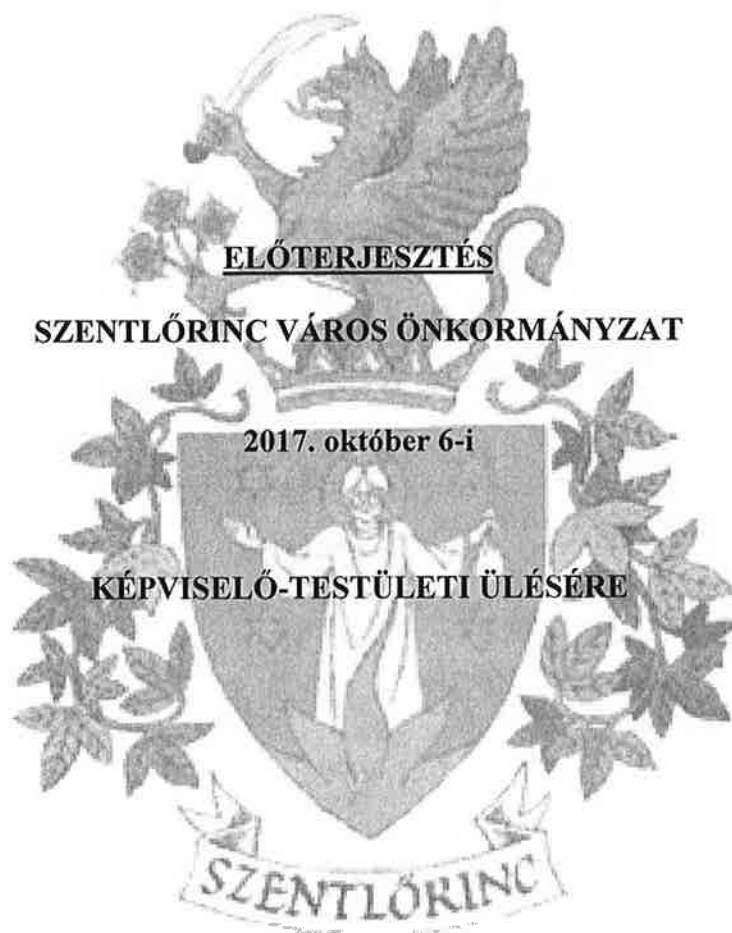 ELŐTERJESZTÉS
SZENTLŐRINC VÁROS ÖNKORMÁNYZAT
2017. október 6-i
KÉPVISELŐ-TESTÜLETI ÜLÉSÉRE
SZENTLŐRINC